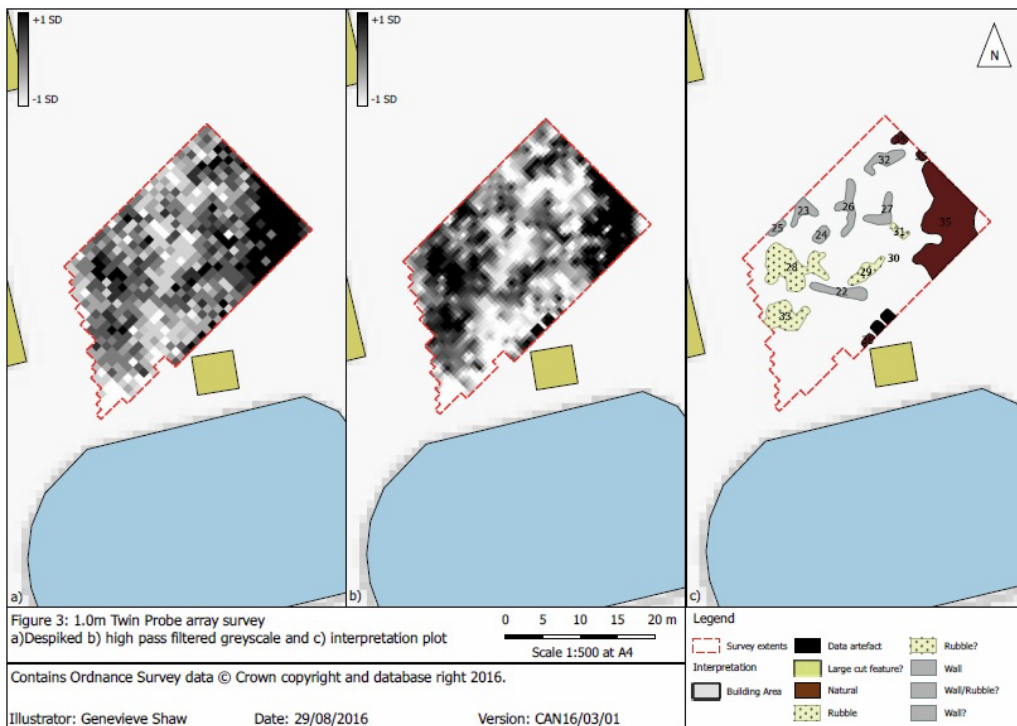 +1 SD
-1 SD
+1 SD
-1 SD
N
32
23
26
27
25
24
31
35
28
30
29
22
33
a)
b)
c)
Figure 3: 1.0m Twin Probe array survey
a)Despiked b) high pass filtered greyscale and c) interpretation plot
0 5 10 15 20 m
Scale 1:500 at A4
Contains Ordnance Survey data © Crown copyright and database right 2016.
Illustrator: Genevieve Shaw Date: 29/08/2016 Version: CAN16/03/01
Legend
Survey extents
Interpretation
Building Area
Data artefact
Large cut feature?
Natural
Rubble
Rubble?
Wall
Wall/Rubble?
Wall?